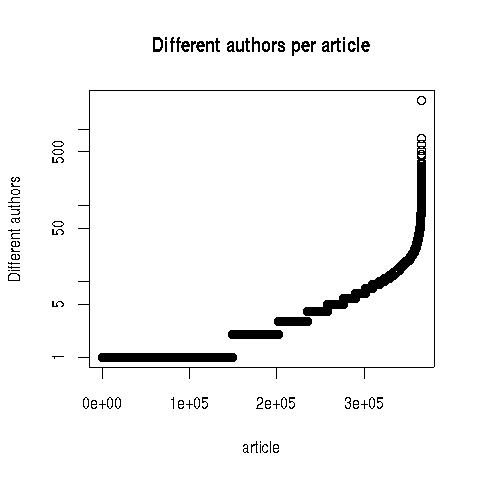 Different authors per article
Different authors
500
50
5
1
0e+00 1e+05 2e+05 3e+05
article